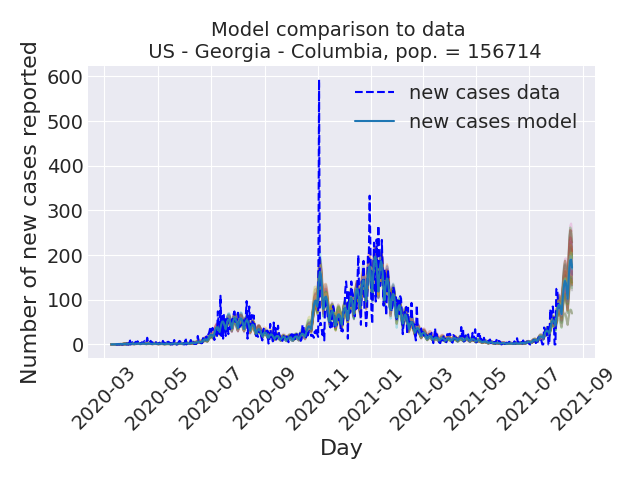 Model comparison to data
US - Georgia - Columbia, pop. = 156714
Number of new cases reported
600
500
400
300
200
100
0
new cases data
new cases model
2020-03
2020-05
2020-07
2020-09
2020-11
2021-01
2021-03
2021-05
2021-07
2021-09
Day